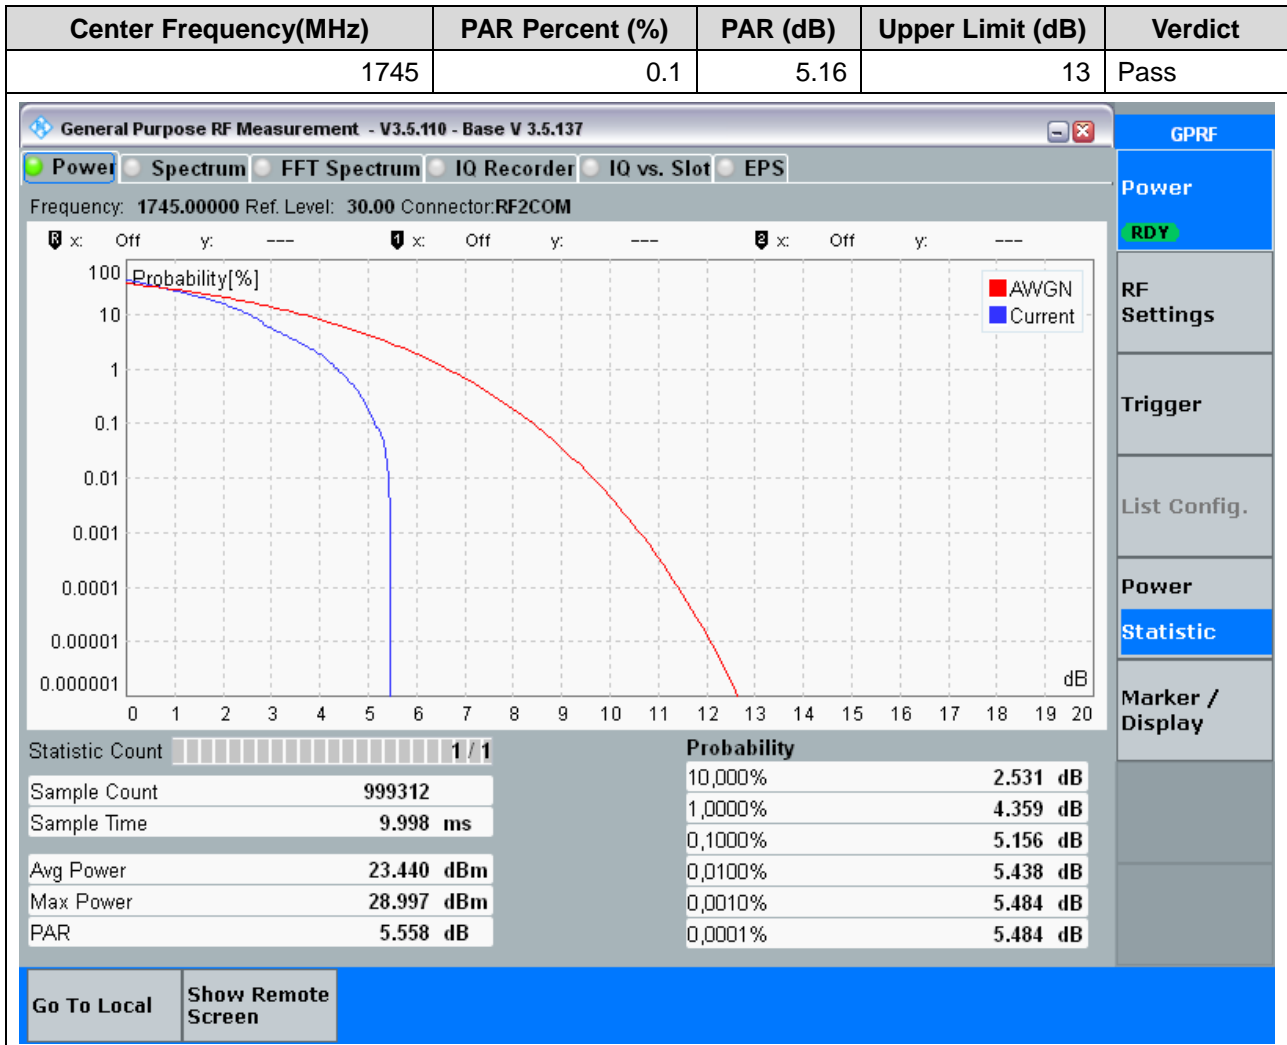 Center Frequency(MHz) PAR Percent (%) PAR (dB) Upper Limit (dB) Verdict
1745 0.1 5.16 13 Pass
General Purpose RF Measurement - V3.5.110 - Base V 3.5.137
GPRF
Power Spectrum FFT Spectrum IQ Recorder IQ vs. Slot EPS
Frequency: 1745.00000 Ref. Level: 30.00 Connector:RF2COM
R x: Off y: --- 1 x: Off y: --- 2 x: Off y: ---
Probability[%]
100
10
1
0.1
0.01
0.001
0.0001
0.00001
0.000001
AWGN
Current
dB
0 1 2 3 4 5 6 7 8 9 10 11 12 13 14 15 16 17 18 19 20
Statistic Count 1 / 1
Sample Count 999312
Sample Time 9.998 ms
Avg Power 23.440 dBm
Max Power 28.997 dBm
PAR 5.558 dB
Probability
10,000% 2.531 dB
1,0000% 4.359 dB
0,1000% 5.156 dB
0,0100% 5.438 dB
0,0010% 5.484 dB
0,0001% 5.484 dB
Power
RDY
RF
Settings
Trigger
List Config.
Power
Statistic
Marker /
Display
Go To Local
Show Remote
Screen